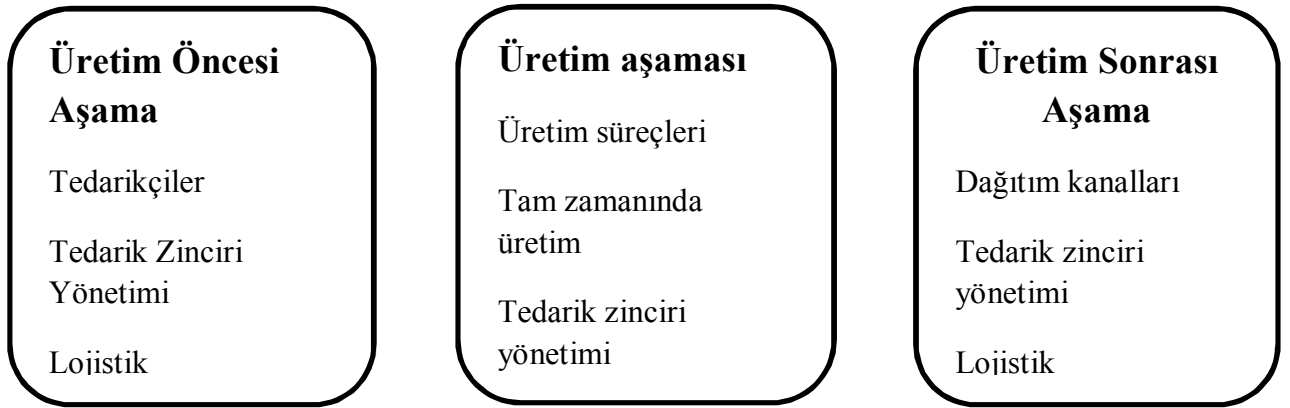 Üretim Öncesi
Aşama
Tedarikçiler
Tedarik Zinciri
Yönetimi
Lojistik
Üretim aşaması
Üretim süreçleri
Tam zamanında
üretim
Tedarik zinciri
yönetimi
Üretim Sonrası
Aşama
Dağıtım kanalları
Tedarik zinciri
yönetimi
Lojistik